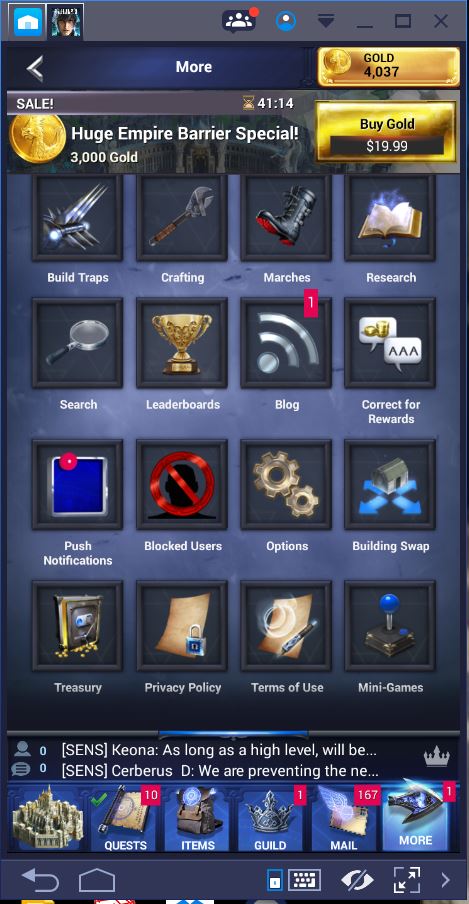 More
GOLD
4,037
SALE!
41:14
Huge Empire Barrier Special!
3,000 Gold
Buy Gold
$19.99
Build Traps
Crafting
Marches
Research
1
AAA
Search
Leaderboards
Blog
Correct for
Rewards
Push
Notifications
Blocked Users
Options
Building Swap
Treasury
Privacy Policy
Terms of Use
Mini-Games
0 [SENS] Keona: As long as a high level, will be...
0 [SENS] Cerberus D: We are preventing the ne...
10
1
167
1
QUESTS
ITEMS
GUILD
MAIL
MORE